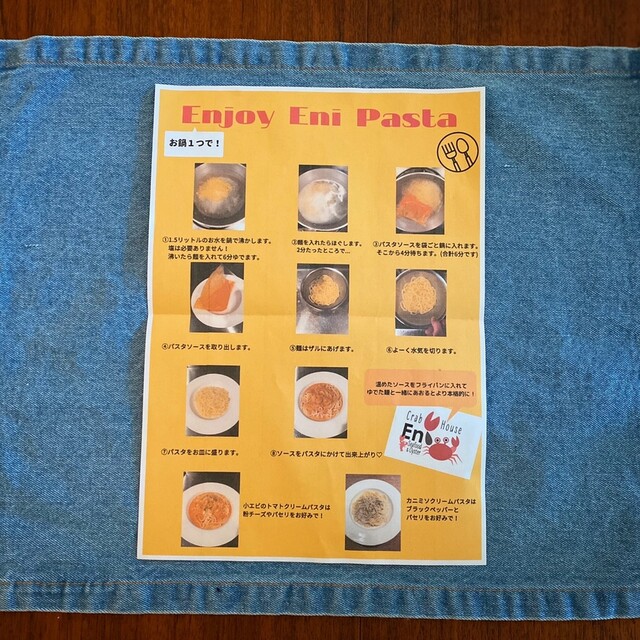 Enjoy Eni Pasta
お鍋１つで！
①1.5リットルのお水を鍋で沸かします。
塩は必要ありません！
沸いたら麺を入れて6分ゆでます。
②麺を入れたらほぐします。
2分たったところで...
③パスタソースを袋ごと鍋に入れます。
そこから4分待ちます。(合計6分です)
④パスタソースを取り出します。
⑤麺はザルにあげます。
⑥よーく水気を切ります。
温めたソースをフライパンに入れて
ゆでた麺と一緒にあおるとより本格的に！
Crab House
Eni
Seafood
& Oyster
⑦パスタをお皿に盛ります。
⑧ソースをパスタにかけて出来上がり♡
小エビのトマトクリームパスタは
粉チーズやパセリをお好みで！
カニミソクリームパスタは
ブラックペッパーと
パセリをお好みで！